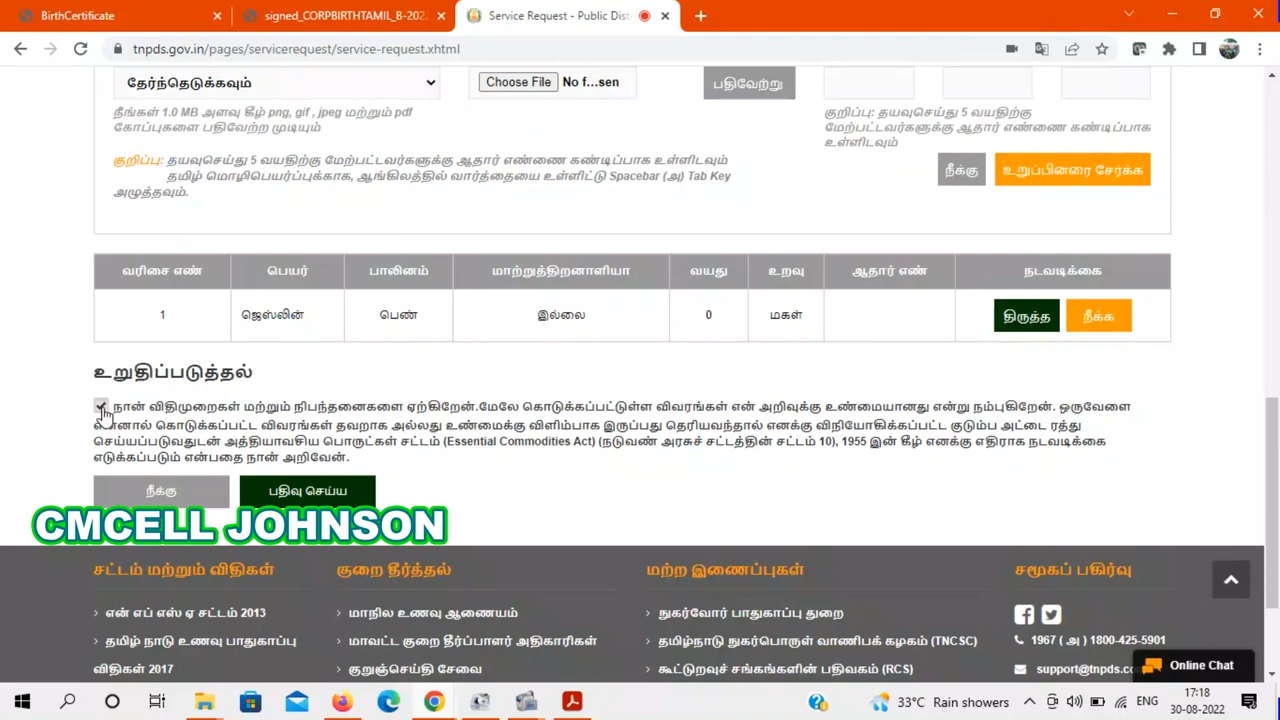 BirthCertificate
signed_CORPBIRTHTAMIL_B-202
Service Request - Public Dist
tnpds.gov.in/pages/servicerequest/service-request.xhtml
தேர்ந்தெடுக்கவும்
Choose File No f...sen
பதிவேற்று
நீங்கள் 1.0 MB அளவு கீழ் png, gif , jpeg மற்றும் pdf
கோப்புகளை பதிவேற்ற முடியும்
குறிப்பு: தயவுசெய்து 5 வயதிற்கு
மேற்பட்டவர்களுக்கு ஆதார் எண்ணை கண்டிப்பாக
உள்ளிடவும்
குறிப்பு: தயவுசெய்து 5 வயதிற்கு மேற்பட்டவர்களுக்கு ஆதார் எண்ணை கண்டிப்பாக உள்ளிடவும்
தமிழ் மொழிபெயர்ப்புக்காக, ஆங்கிலத்தில் வார்த்தையை உள்ளிட்டு Spacebar (அ) Tab Key
அழுத்தவும்.
நீக்கு
உறுப்பினரை சேர்க்க
வரிசை எண் பெயர் பாலினம் மாற்றுத்திறனாளியா வயது உறவு ஆதார் எண் நடவடிக்கை
1 ஜெஸ்லின் பெண் இல்லை 0 மகள் திருத்த நீக்க
உறுதிப்படுத்தல்
நான் விதிமுறைகள் மற்றும் நிபந்தனைகளை ஏற்கிறேன்.மேலே கொடுக்கப்பட்டுள்ள விவரங்கள் என் அறிவுக்கு உண்மையானது என்று நம்புகிறேன். ஒருவேளை
என்னால் கொடுக்கப்பட்ட விவரங்கள் தவறாக அல்லது உண்மைக்கு விளிம்பாக இருப்பது தெரியவந்தால் எனக்கு விநியோகிக்கப்பட்ட குடும்ப அட்டை ரத்து
செய்யப்படுவதுடன் அத்தியாவசிய பொருட்கள் சட்டம் (Essential Commodities Act) (நடுவண் அரசுச் சட்டத்தின் சட்டம் 10), 1955 இன் கீழ் எனக்கு எதிராக நடவடிக்கை
எடுக்கப்படும் என்பதை நான் அறிவேன்.
நீக்கு
பதிவு செய்ய
CMCELL JOHNSON
சட்டம் மற்றும் விதிகள்
குறை தீர்த்தல்
மற்ற இணைப்புகள்
சமூகப் பகிர்வு
என் எப் எஸ் ஏ சட்டம் 2013
மாநில உணவு ஆணையம்
நுகர்வோர் பாதுகாப்பு துறை
தமிழ் நாடு உணவு பாதுகாப்பு
விதிகள் 2017
மாவட்ட குறை தீர்ப்பாளர் அதிகாரிகள்
தமிழ்நாடு நுகர்பொருள் வாணிபக் கழகம் (TNCSC)
1967 ( அ ) 1800-425-5901
குறுஞ்செய்தி சேவை
கூட்டுறவுச் சங்கங்களின் பதிவகம் (RCS)
support@tnpds.co
Online Chat
33°C Rain showers
ENG
17:18
30-08-2022